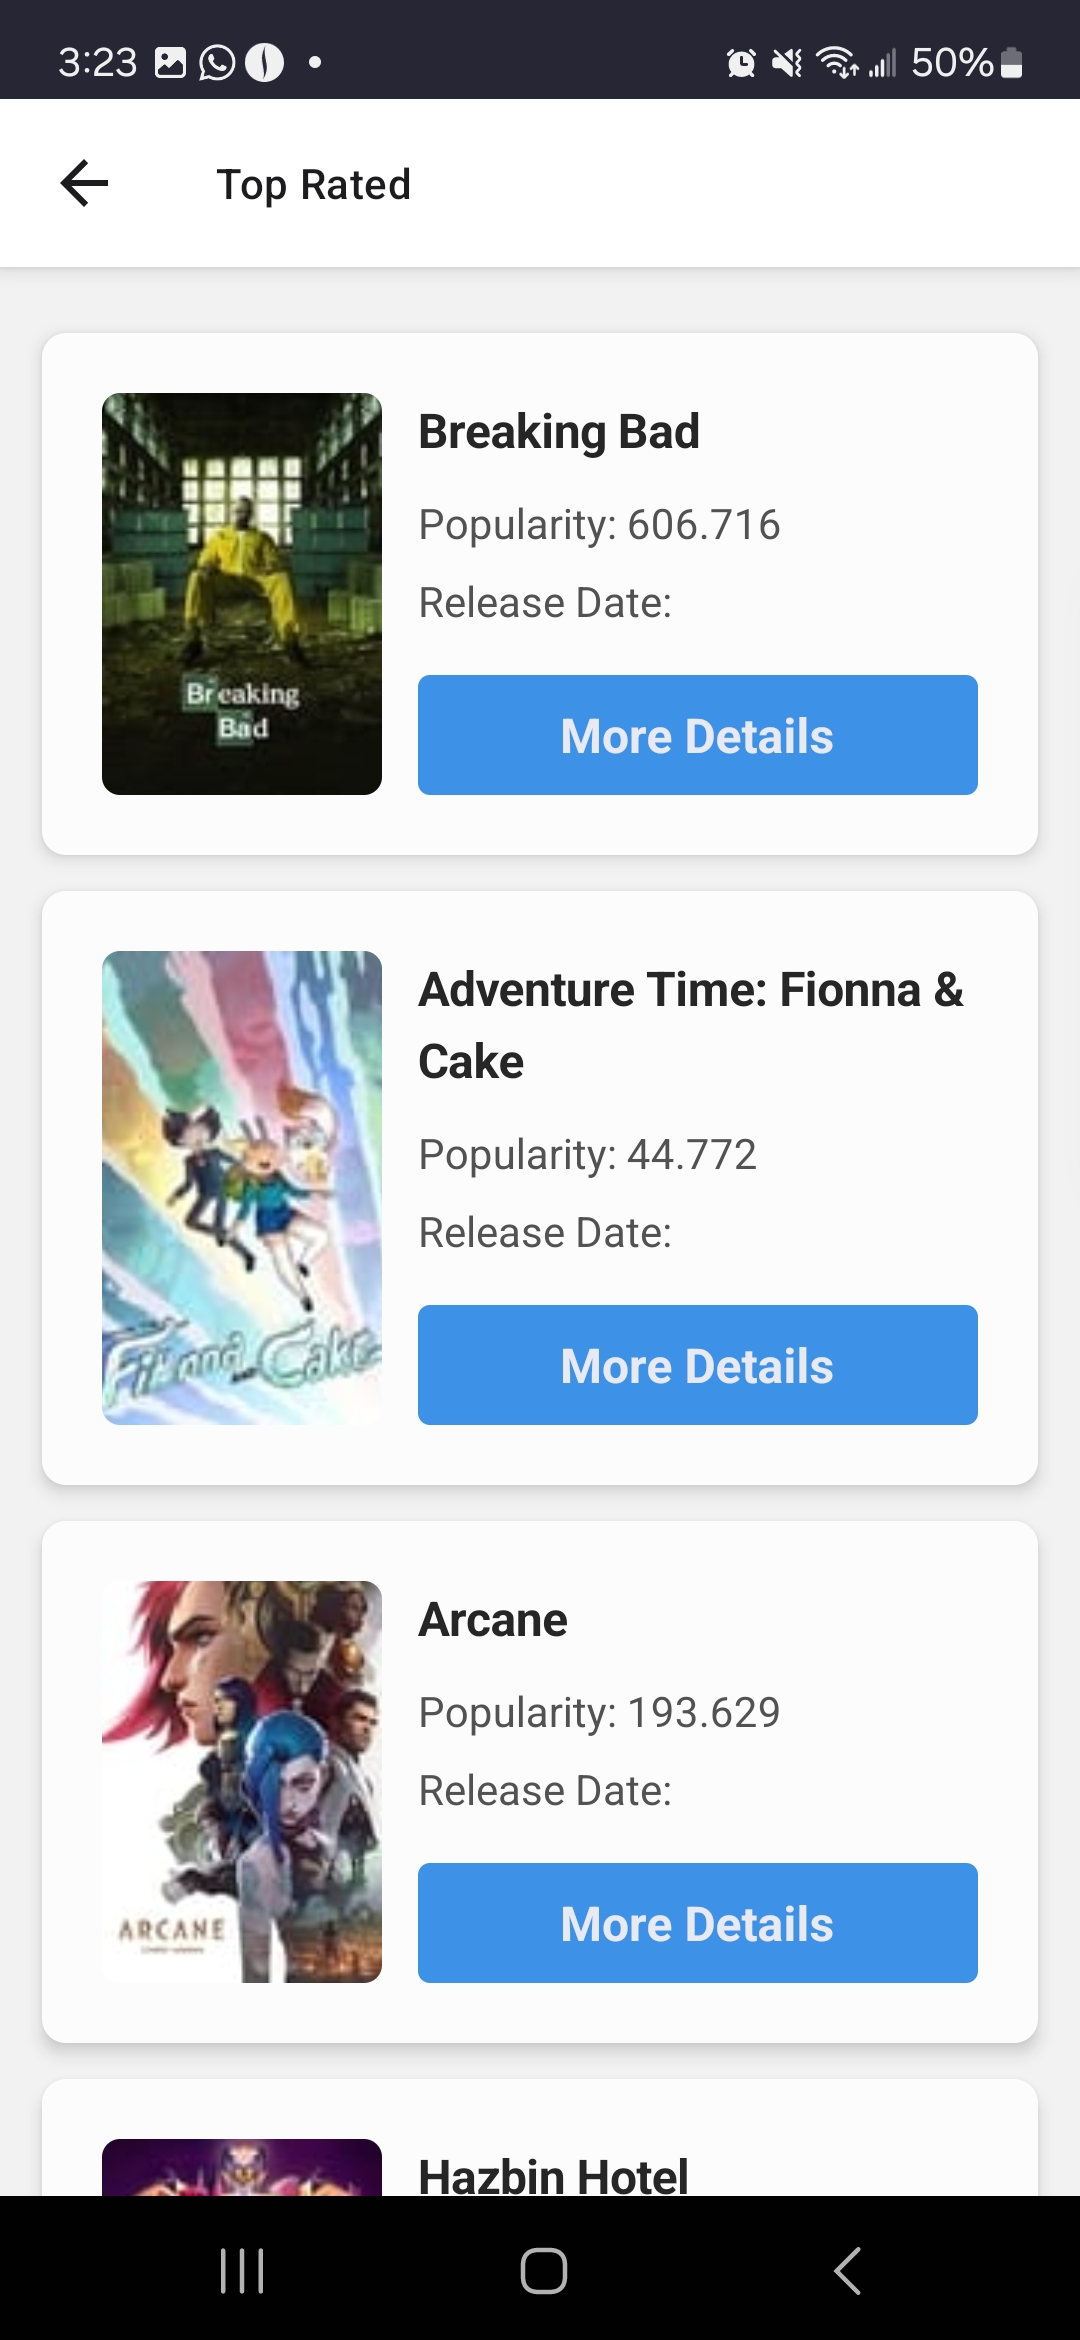 3:23
50%
Top Rated
Breaking Bad
Popularity: 606.716
Release Date:
More Details
Breaking
Bad
Adventure Time: Fionna &
Cake
Popularity: 44.772
Release Date:
More Details
Fionna and Cake
Arcane
Popularity: 193.629
Release Date:
More Details
ARCANE
Hazbin Hotel